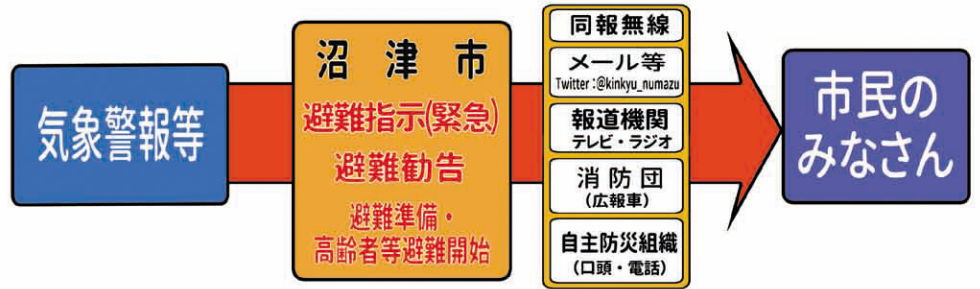 気象警報等
沼津市
避難指示(緊急)
避難勧告
避難準備・
高齢者等避難開始
同報無線
メール等
Twitter:@kinkyu_numazu
報道機関
テレビ・ラジオ
消防団
(広報車)
自主防災組織
(口頭・電話)
市民の
みなさん